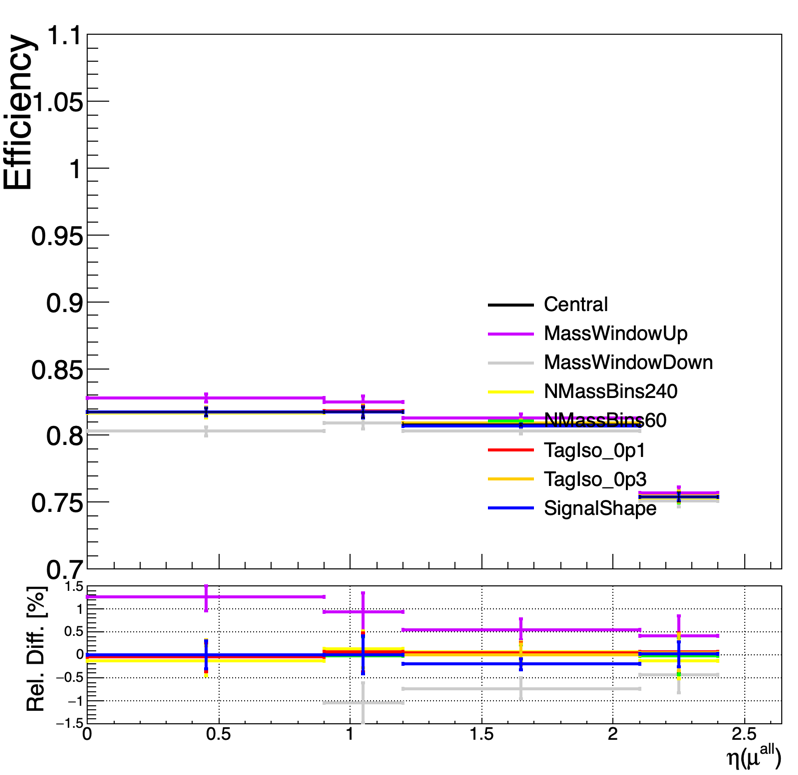 Efficiency
1.1
1.05
1
0.95
0.9
0.85
0.8
0.75
0.7
Central
MassWindowUp
MassWindowDown
NMassBins240
NMassBins60
TagIso_0p1
TagIso_0p3
SignalShape
Rel. Diff. [%]
1.5
1
0.5
0
−0.5
−1
−1.5
0 0.5 1 1.5 2 2.5
η(μ^all)